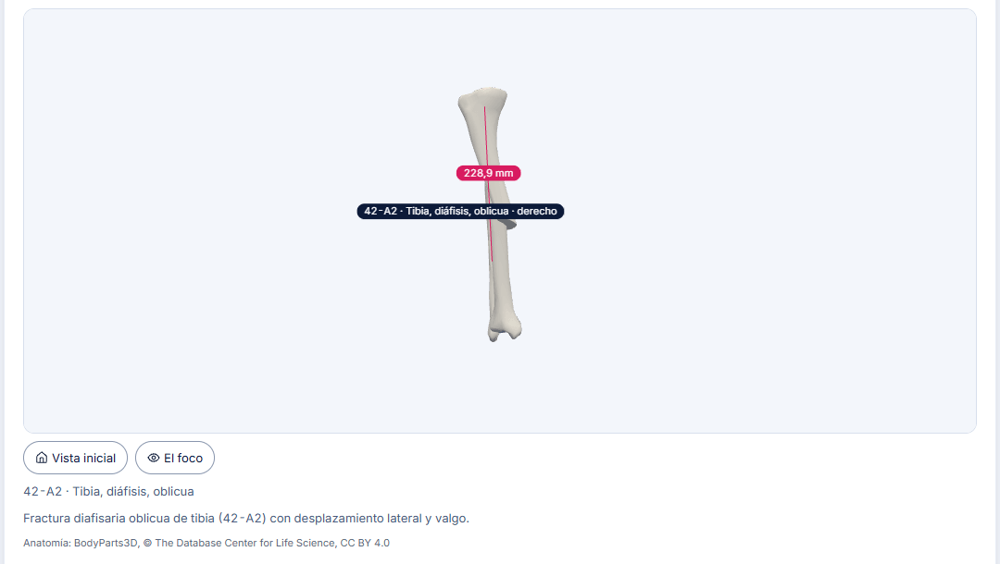 228,9 mm
42-A2 · Tibia, diáfisis, oblicua · derecho
Vista inicial
El foco
42-A2 · Tibia, diáfisis, oblicua
Fractura diafisaria oblicua de tibia (42-A2) con desplazamiento lateral y valgo.
Anatomía: BodyParts3D, © The Database Center for Life Science, CC BY 4.0